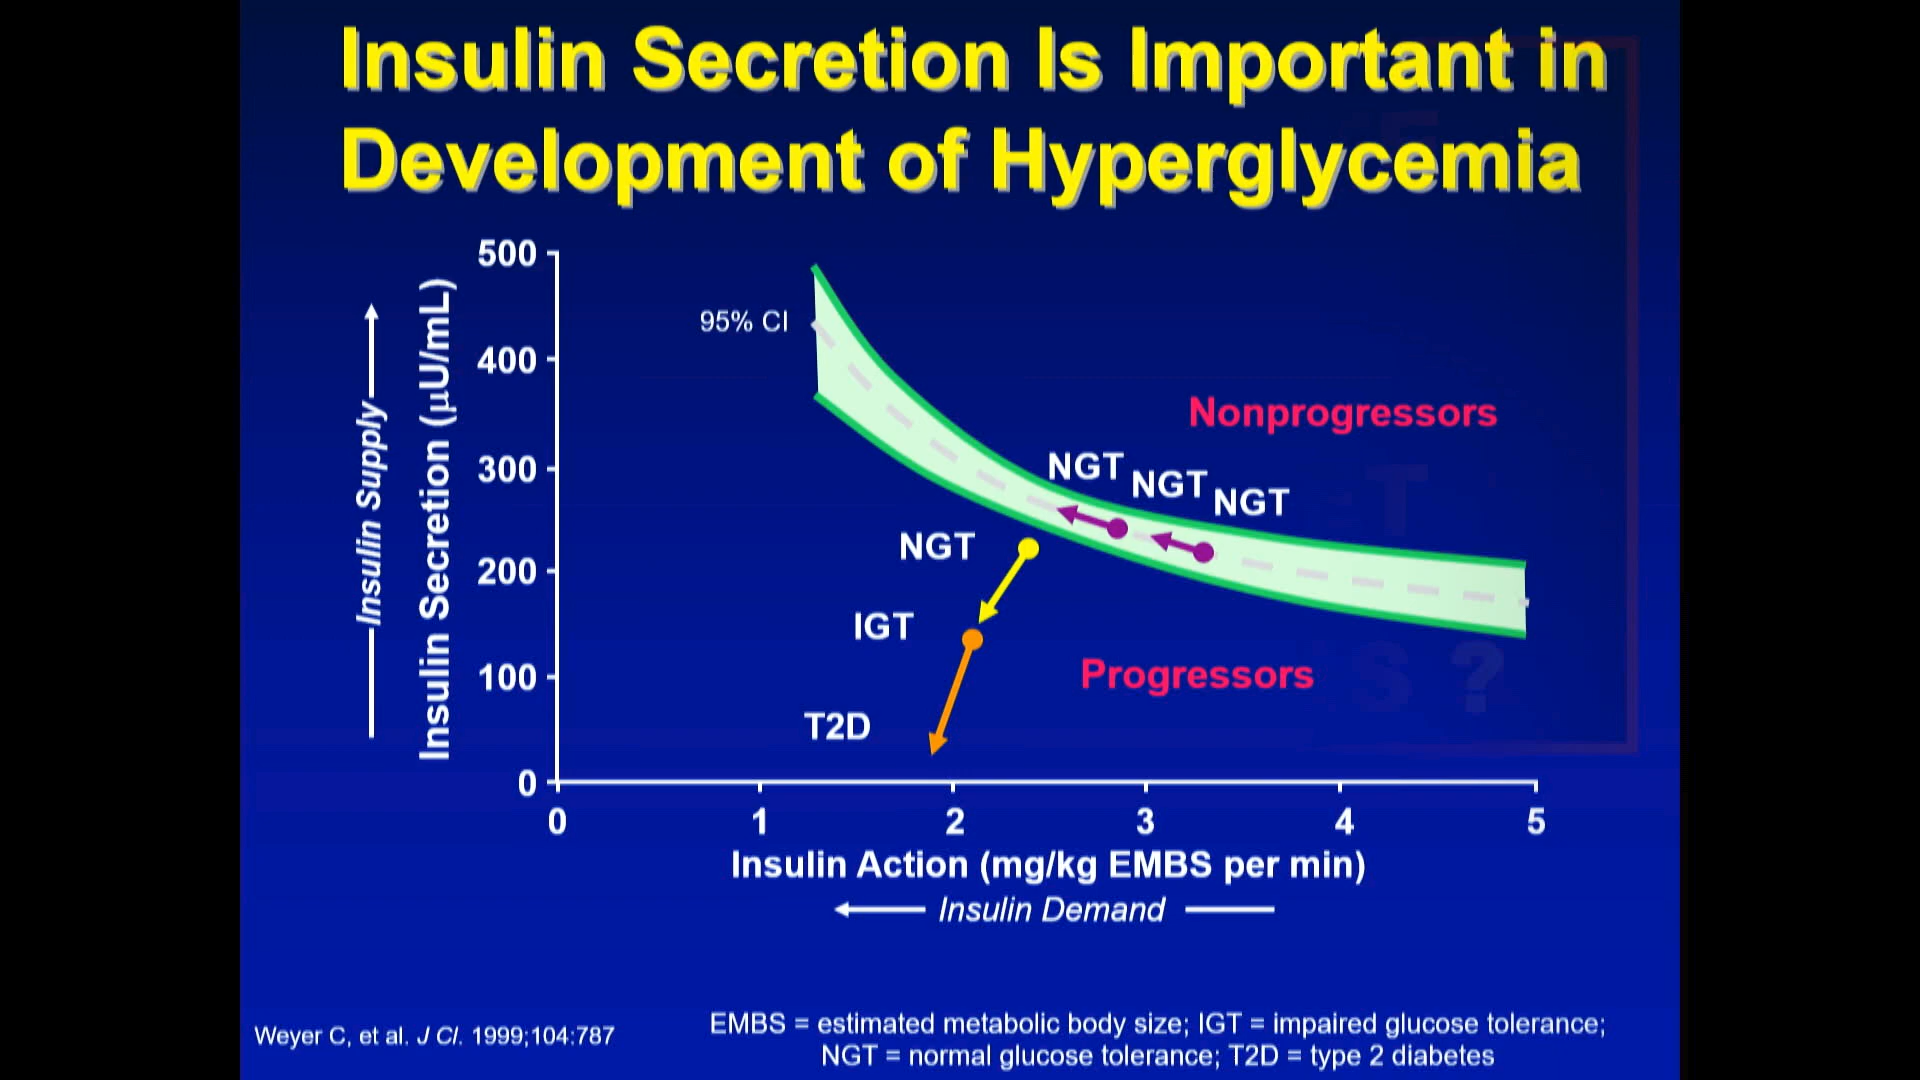 Insulin Secretion Is Important in
Development of Hyperglycemia
Insulin Supply
Insulin Secretion (μU/mL)
500
400
300
200
100
0
95% CI
Nonprogressors
NGT
NGT
NGT
NGT
IGT
Progressors
T2D
0 1 2 3 4 5
Insulin Action (mg/kg EMBS per min)
Insulin Demand
Weyer C, et al. J CI. 1999;104:787
EMBS = estimated metabolic body size; IGT = impaired glucose tolerance;
NGT = normal glucose tolerance; T2D = type 2 diabetes